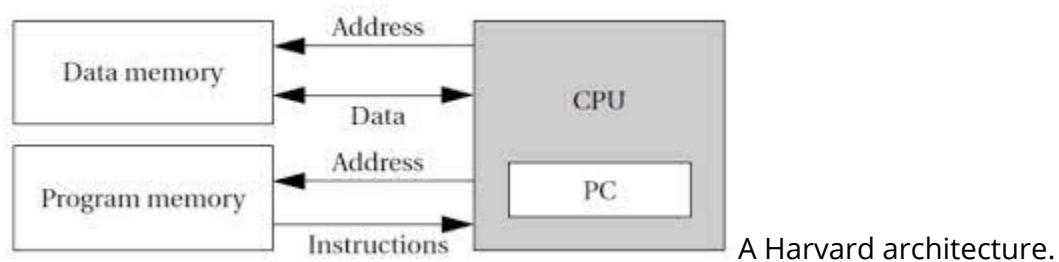 Address
Data memory
CPU
Data
Address
Program memory
PC
Instructions
A Harvard architecture.